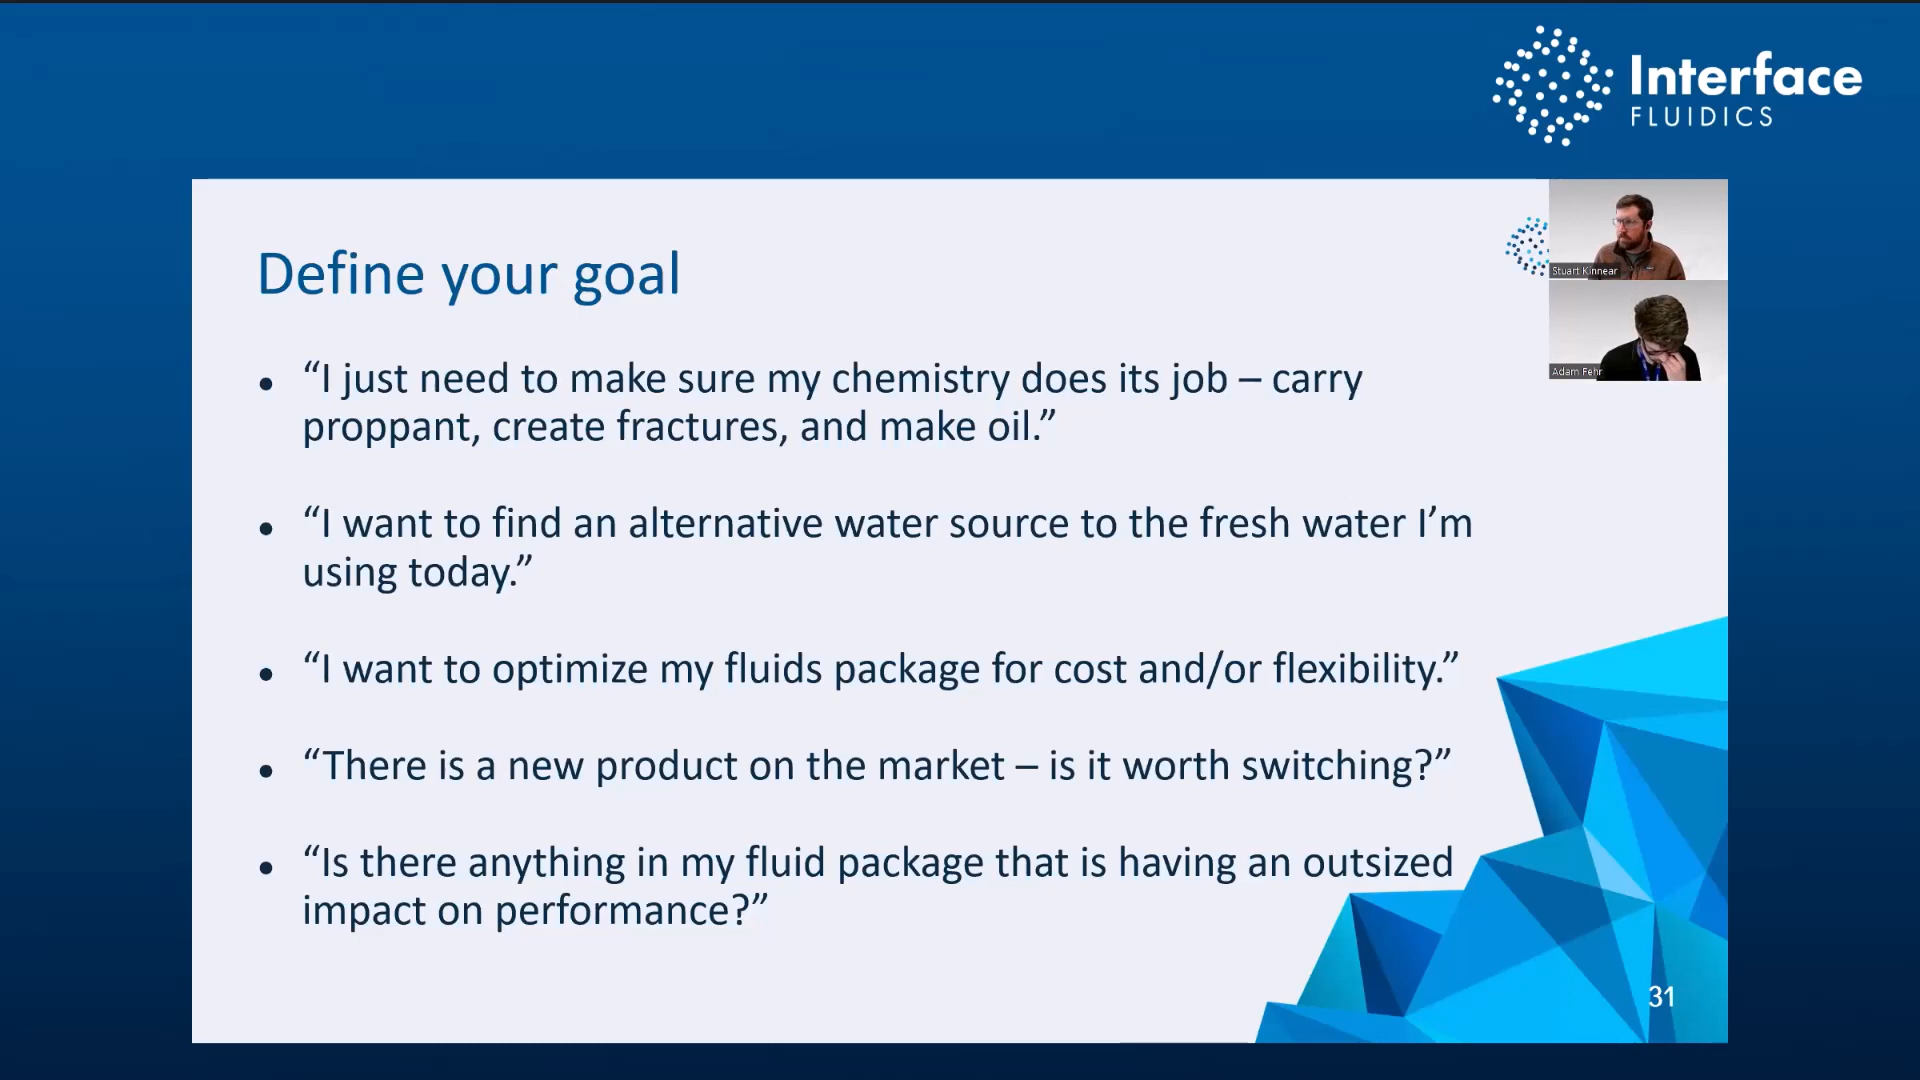 Interface
FLUIDICS
Define your goal
Stuart Kinnear
Adam Fehr
• “I just need to make sure my chemistry does its job – carry
proppant, create fractures, and make oil.”
• “I want to find an alternative water source to the fresh water I’m
using today.”
• “I want to optimize my fluids package for cost and/or flexibility.”
• “There is a new product on the market – is it worth switching?”
• “Is there anything in my fluid package that is having an outsized
impact on performance?”
31